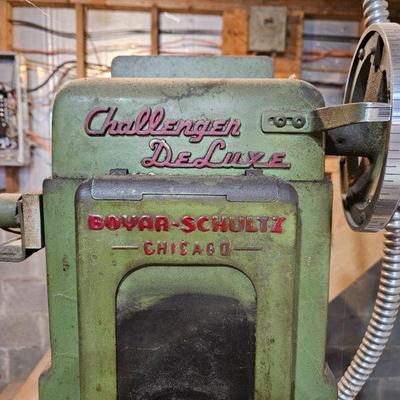 Challenger
DeLuxe
BOYAR-SCHULTZ
CHICAGO